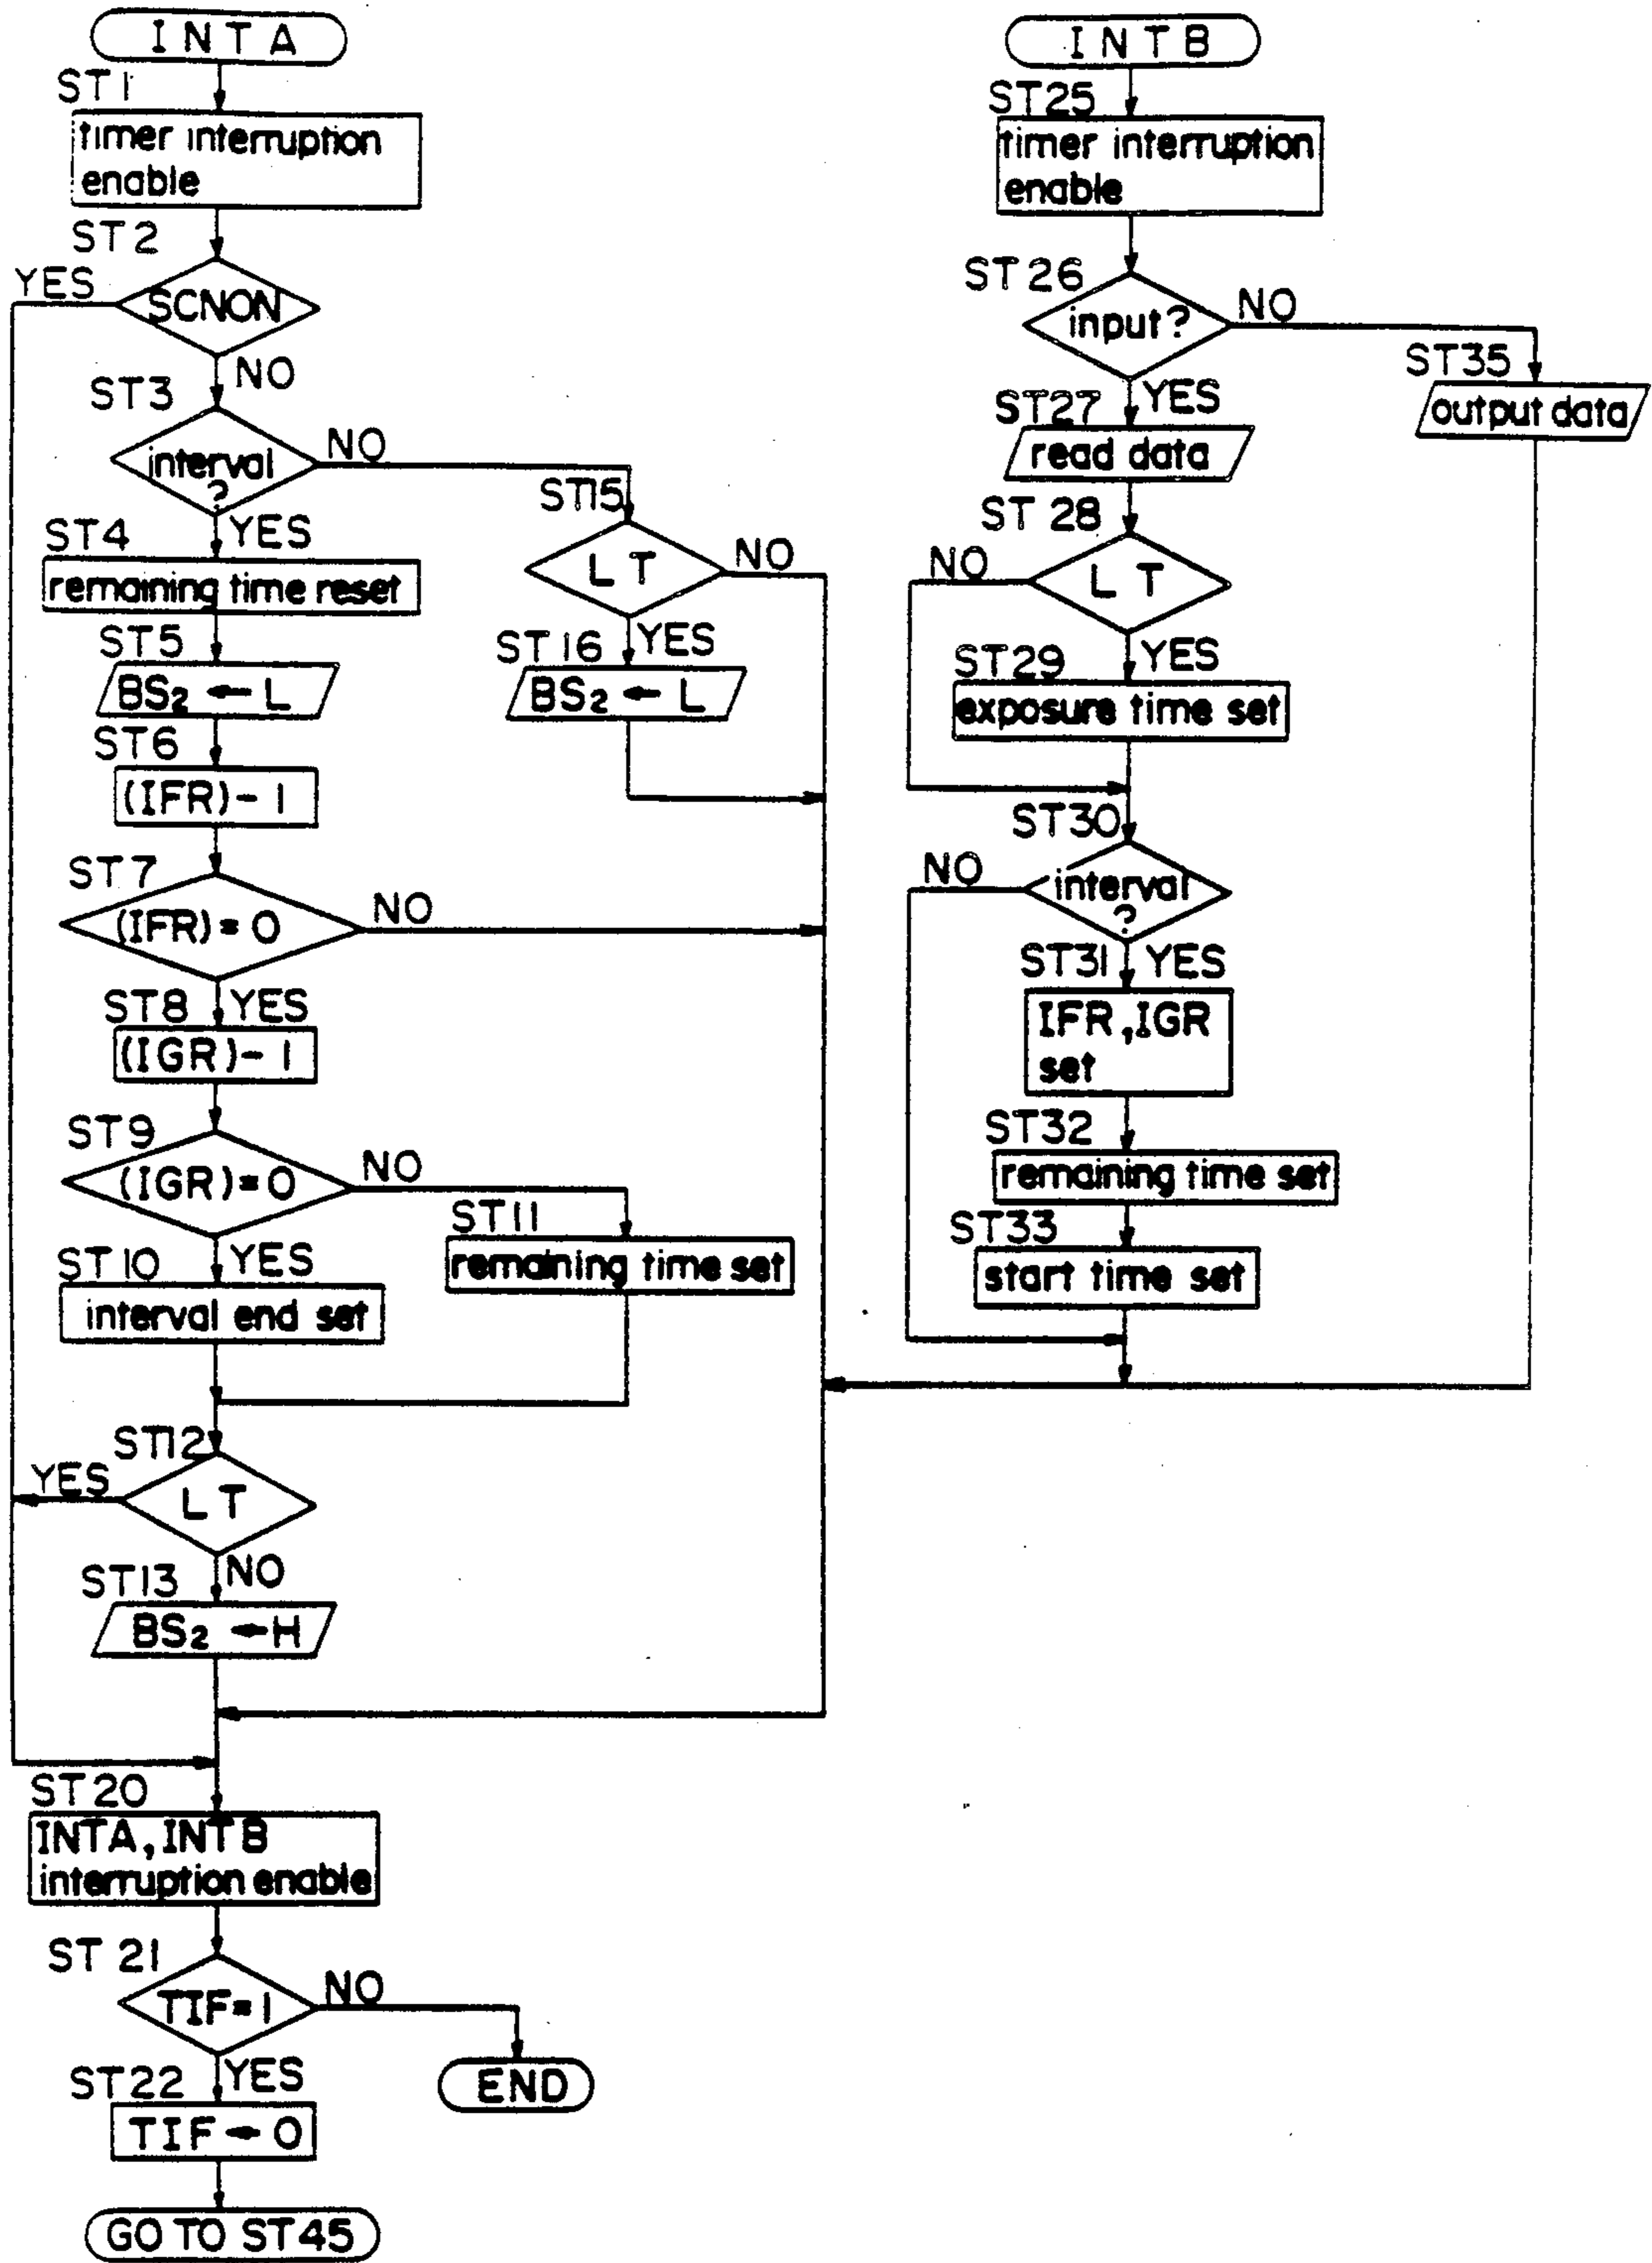 INTA
ST1
timer interruption
enable
ST2
YES
SCNON
NO
ST3
interval
?
NO
YES
ST4
remaining time reset
ST5
BS2 ← L
ST6
(IFR)-1
ST7
(IFR)=0
NO
ST8
YES
(IGR)-1
ST9
(IGR)=0
NO
ST10
YES
interval end set
ST11
remaining time set
ST12
YES
LT
NO
ST13
BS2 ← H
ST15
LT
NO
ST16
YES
BS2 ← L
ST20
INTA, INTB
interruption enable
ST21
TIF=1
NO
END
ST22
YES
TIF ← 0
GO TO ST45
INTB
ST25
timer interruption
enable
ST26
input?
NO
ST35
output data
ST27
YES
read data
ST28
NO
LT
YES
ST29
exposure time set
ST30
NO
interval
?
ST31
YES
IFR, IGR
set
ST32
remaining time set
ST33
start time set